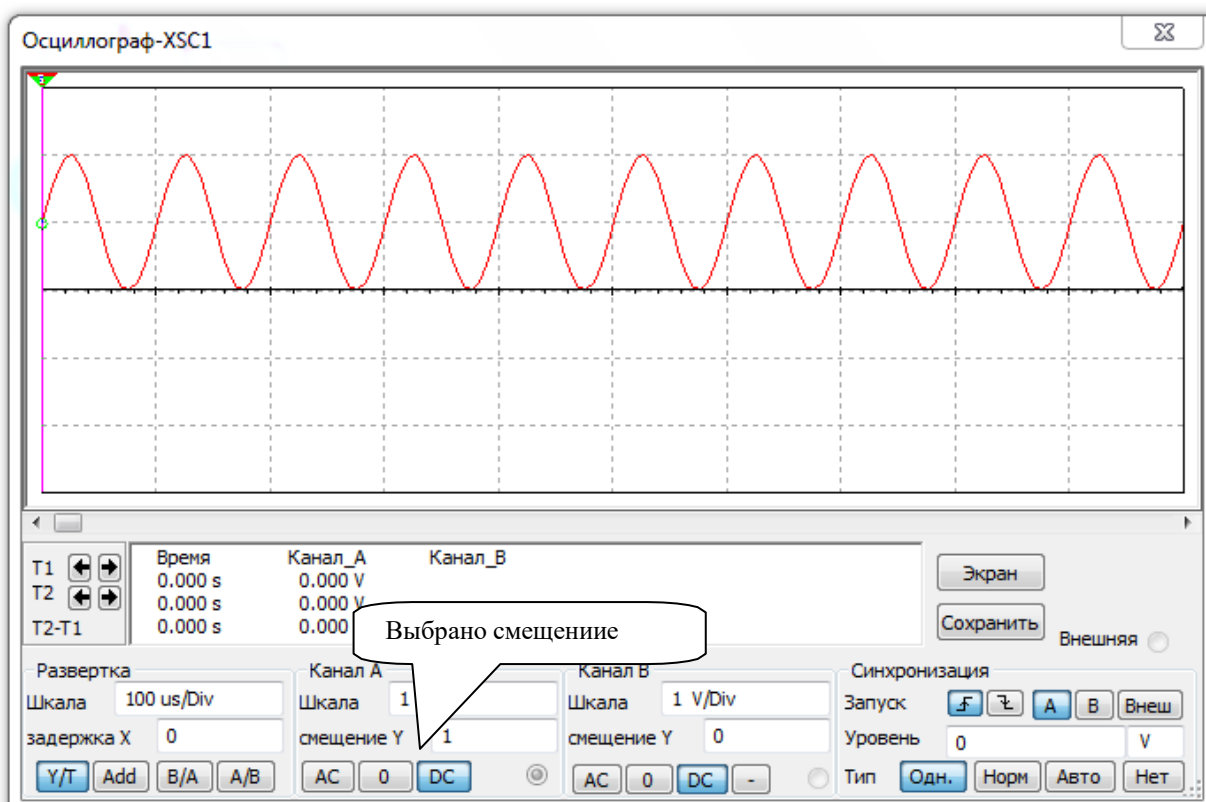 Осциллограф-XSC1
Время Канал_A Канал_B
T1 0.000 s 0.000 V
T2 0.000 s 0.000 V
T2-T1 0.000 s 0.000
Экран
Сохранить
Внешняя
Выбрано смещениие
Развертка
Шкала 100 us/Div
задержка X 0
Y/T Add B/A A/B
Канал A
Шкала 1
смещение Y 1
AC 0 DC
Канал B
Шкала 1 V/Div
смещение Y 0
AC 0 DC -
Синхронизация
Запуск A B Внеш
Уровень 0 V
Тип Одн. Норм Авто Нет